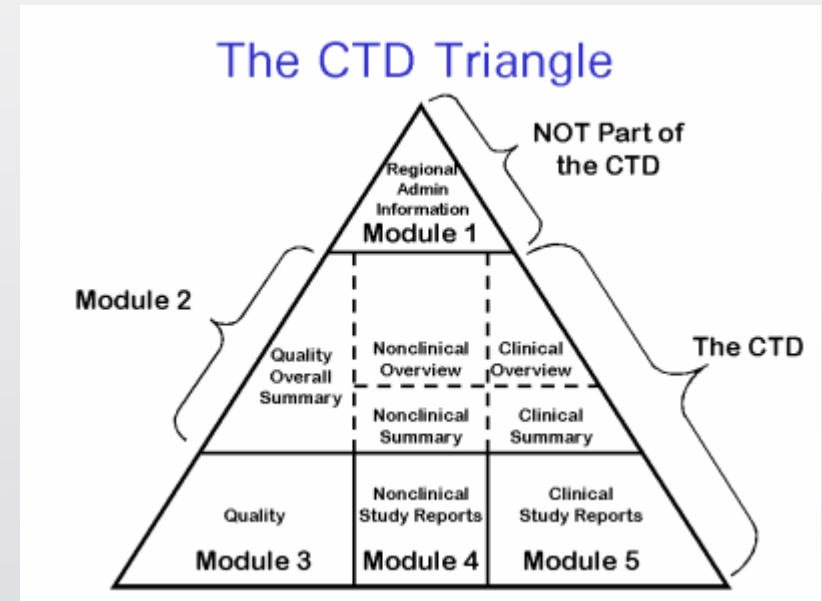 The CTD Triangle
NOT Part of
the CTD
Regional
Admin
Information
Module 1
Module 2
The CTD
Quality
Overall
Summary
Nonclinical
Overview
Clinical
Overview
Nonclinical
Summary
Clinical
Summary
Quality
Module 3
Nonclinical
Study Reports
Module 4
Clinical
Study Reports
Module 5